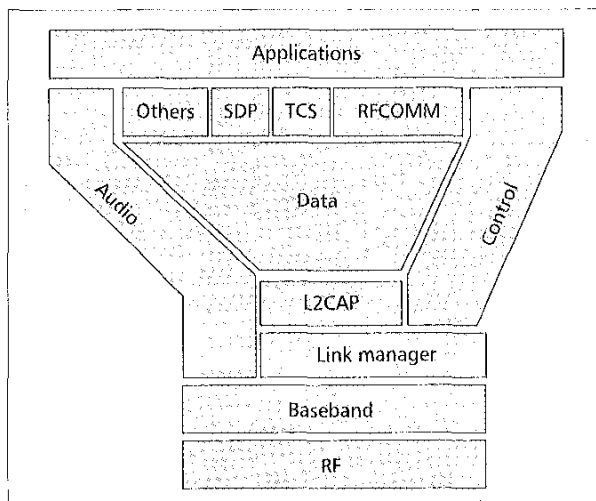 Applications
Others SDP TCS RFCOMM
Audio
Data
Control
L2CAP
Link manager
Baseband
RF